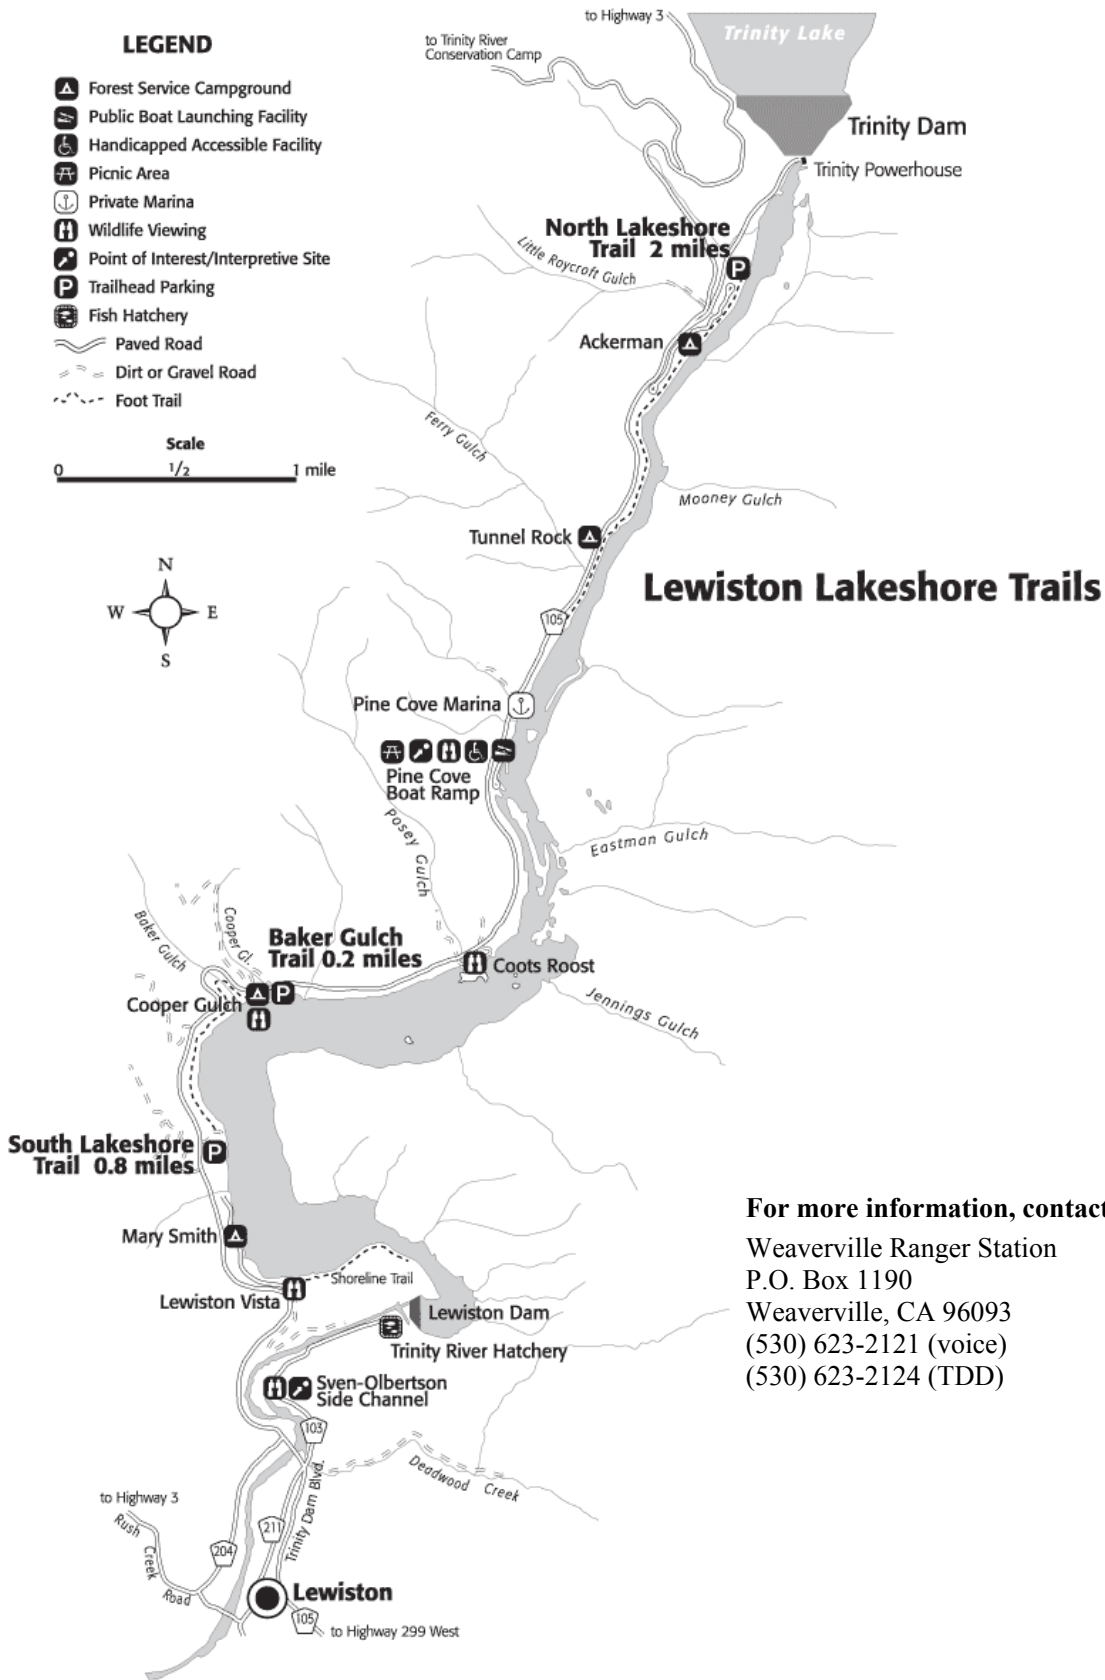 LEGEND
Forest Service Campground
Public Boat Launching Facility
Handicapped Accessible Facility
Picnic Area
Private Marina
Wildlife Viewing
Point of Interest/Interpretive Site
P Trailhead Parking
Fish Hatchery
Paved Road
Dirt or Gravel Road
Foot Trail
Scale
0 1/2 1 mile
N
W E
S
to Highway 3
to Trinity River
Conservation Camp
Trinity Lake
Trinity Dam
Trinity Powerhouse
North Lakeshore
Trail 2 miles
P
Little Roycroft Gulch
Ackerman
Ferry Gulch
Mooney Gulch
Tunnel Rock
Lewiston Lakeshore Trails
105
Pine Cove Marina
Pine Cove
Boat Ramp
Posey Gulch
Eastman Gulch
Baker Gulch
Cooper Gl.
Baker Gulch
Trail 0.2 miles
Coots Roost
P
Cooper Gulch
Jennings Gulch
South Lakeshore
Trail 0.8 miles
P
Mary Smith
Shoreline Trail
Lewiston Vista
Lewiston Dam
Trinity River Hatchery
Sven-Olbertson
Side Channel
103
Trinity Dam Blvd.
Deadwood Creek
to Highway 3
Rush Creek Road
204
211
Lewiston
105
to Highway 299 West
For more information, contact
Weaverville Ranger Station
P.O. Box 1190
Weaverville, CA 96093
(530) 623-2121 (voice)
(530) 623-2124 (TDD)